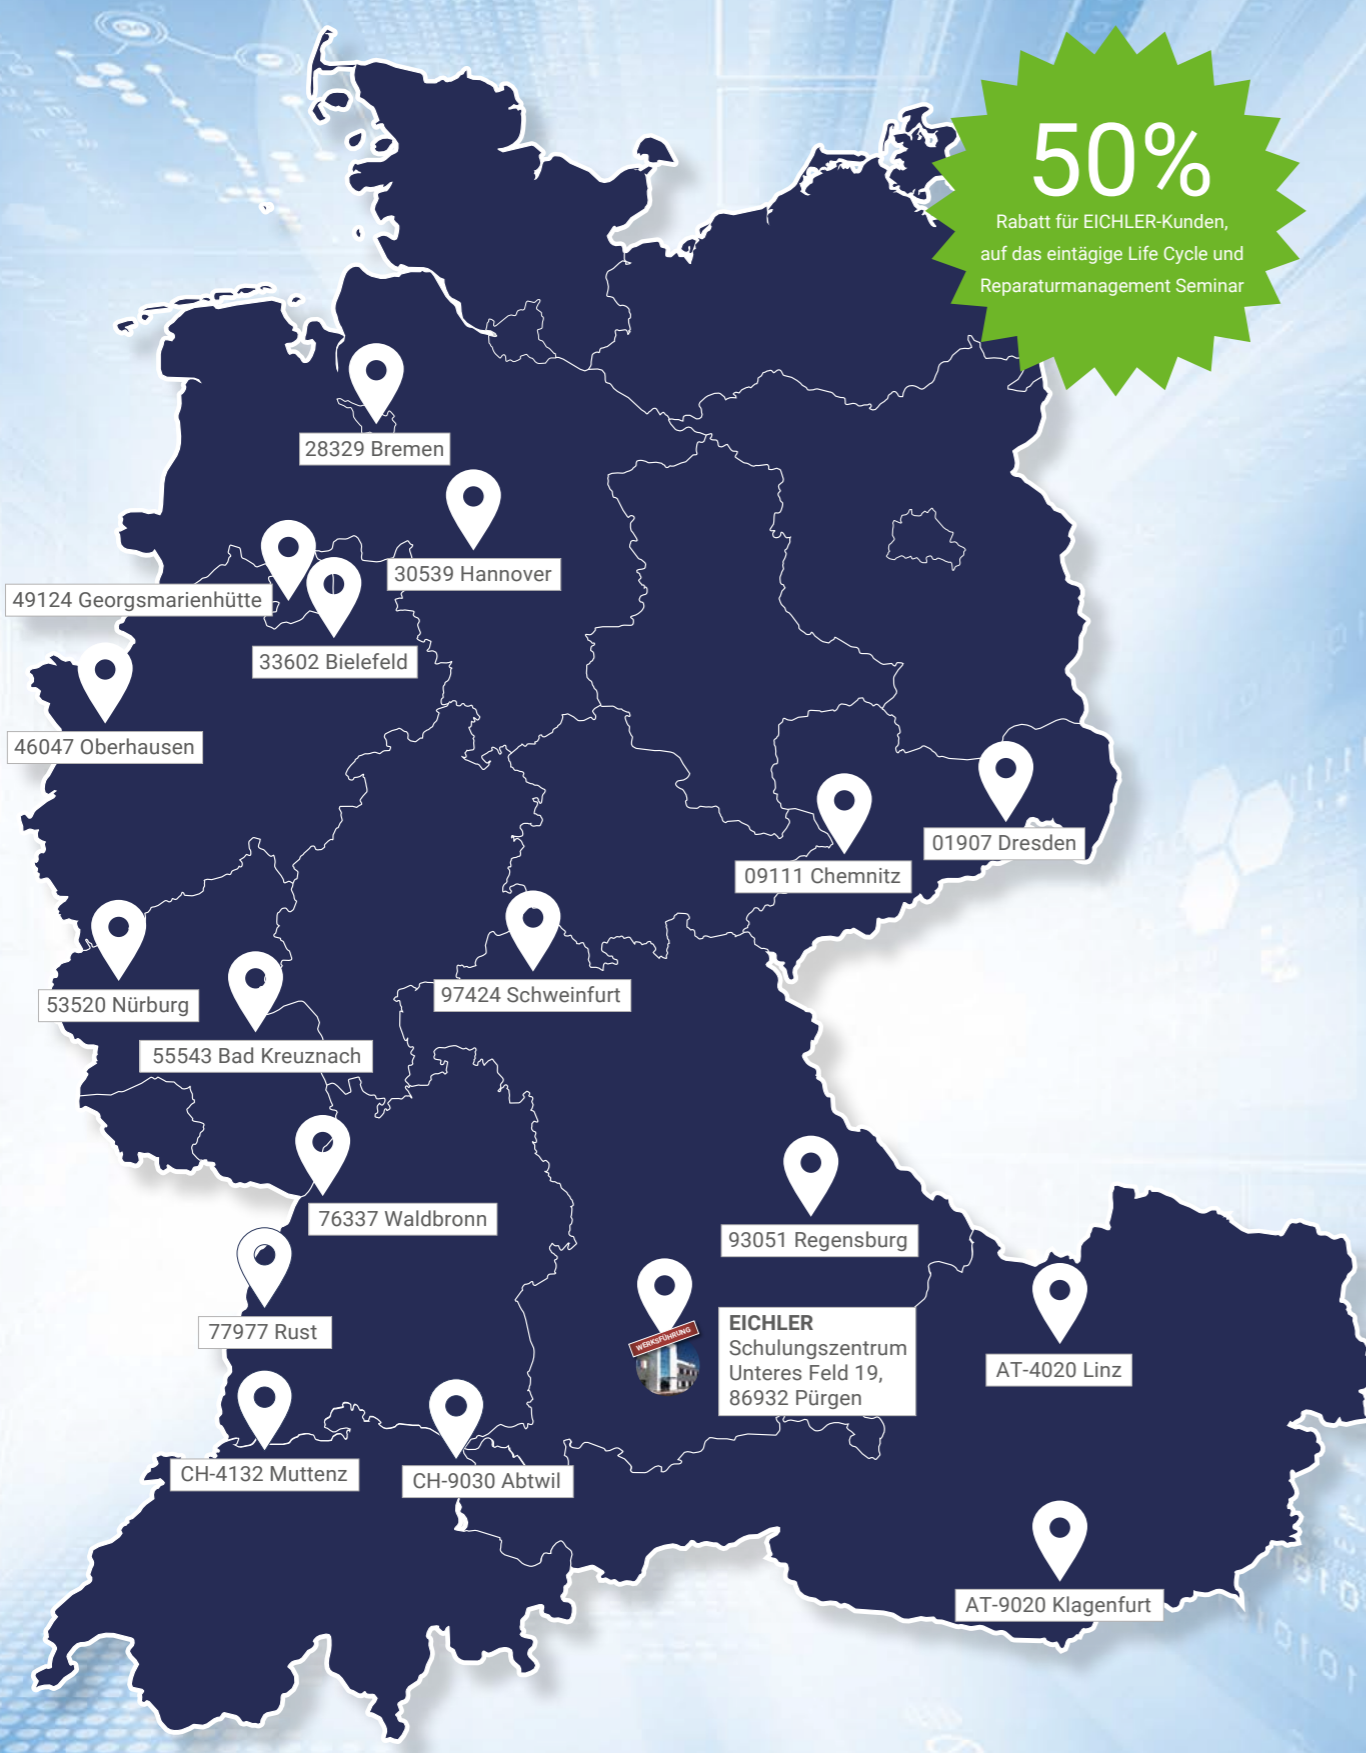 50%
Rabatt für EICHLER-Kunden,
auf das eintägige Life Cycle und
Reparaturmanagement Seminar
28329 Bremen
30539 Hannover
49124 Georgsmarienhütte
33602 Bielefeld
46047 Oberhausen
01907 Dresden
09111 Chemnitz
97424 Schweinfurt
53520 Nürburg
55543 Bad Kreuznach
76337 Waldbronn
93051 Regensburg
77977 Rust
WERKSFÜHRUNG
EICHLER
Schulungszentrum
Unteres Feld 19,
86932 Pürgen
AT-4020 Linz
CH-4132 Muttenz
CH-9030 Abtwil
AT-9020 Klagenfurt